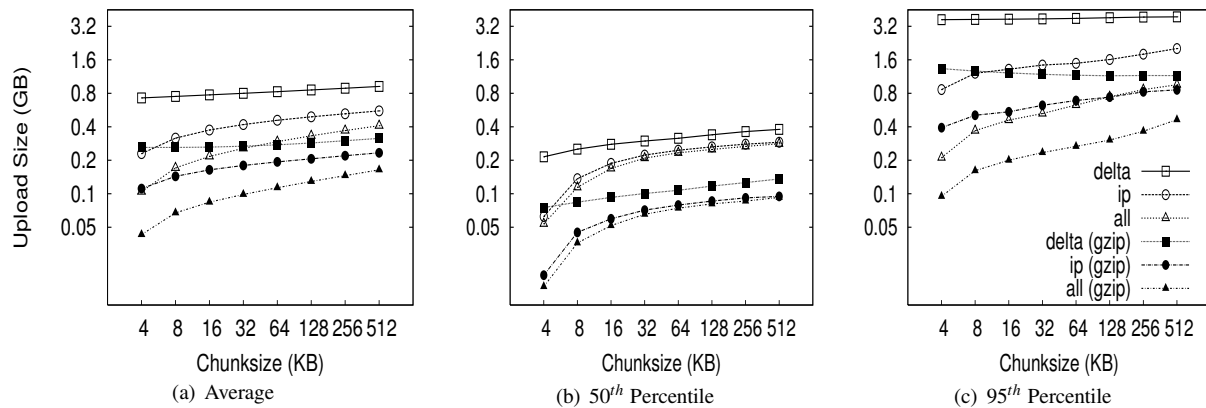 Upload Size (GB)
3.2
1.6
0.8
0.4
0.2
0.1
0.05
4 8 16 32 64 128 256 512
Chunksize (KB)
(a) Average
3.2
1.6
0.8
0.4
0.2
0.1
0.05
4 8 16 32 64 128 256 512
Chunksize (KB)
(b) 50th Percentile
3.2
1.6
0.8
0.4
0.2
0.1
0.05
delta
ip
all
delta (gzip)
ip (gzip)
all (gzip)
4 8 16 32 64 128 256 512
Chunksize (KB)
(c) 95th Percentile